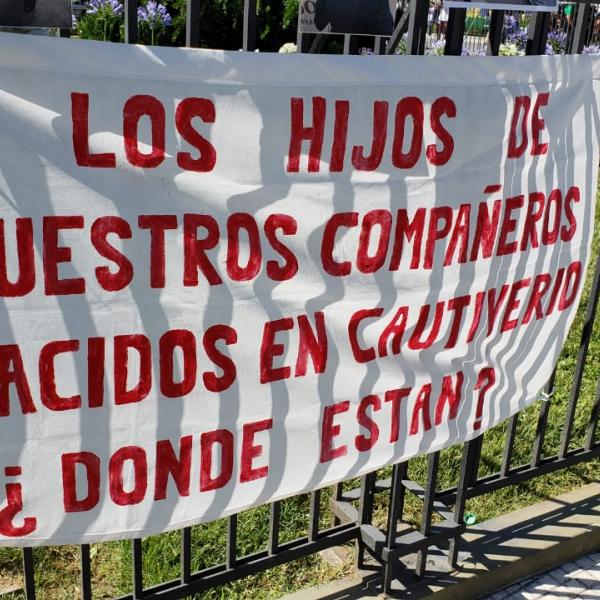 LOS HIJOS DE
UESTROS COMPAÑEROS
ACIDOS EN CAUTIVERIO
¿DONDE ESTAN?